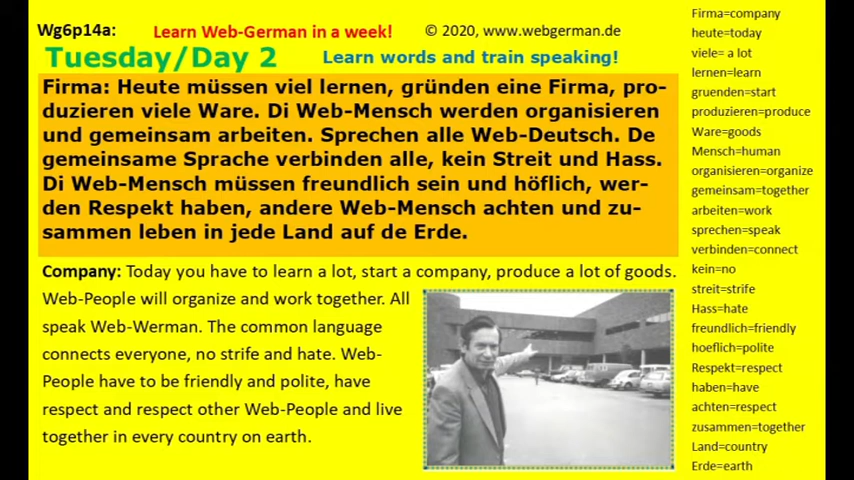 Wg6p14a:
Learn Web-German in a week!
© 2020, www.webgerman.de
Tuesday/Day 2
Learn words and train speaking!
Firma: Heute müssen viel lernen, gründen eine Firma, pro-
duzieren viele Ware. Di Web-Mensch werden organisieren
und gemeinsam arbeiten. Sprechen alle Web-Deutsch. De
gemeinsame Sprache verbinden alle, kein Streit und Hass.
Di Web-Mensch müssen freundlich sein und höflich, wer-
den Respekt haben, andere Web-Mensch achten und zu-
sammen leben in jede Land auf de Erde.
Company: Today you have to learn a lot, start a company, produce a lot of goods.
Web-People will organize and work together. All
speak Web-Werman. The common language
connects everyone, no strife and hate. Web-
People have to be friendly and polite, have
respect and respect other Web-People and live
together in every country on earth.
Firma=company
heute=today
viele= a lot
lernen=learn
gruenden=start
produzieren=produce
Ware=goods
Mensch=human
organisieren=organize
gemeinsam=together
arbeiten=work
sprechen=speak
verbinden=connect
kein=no
streit=strife
Hass=hate
freundlich=friendly
hoeflich=polite
Respekt=respect
haben=have
achten=respect
zusammen=together
Land=country
Erde=earth